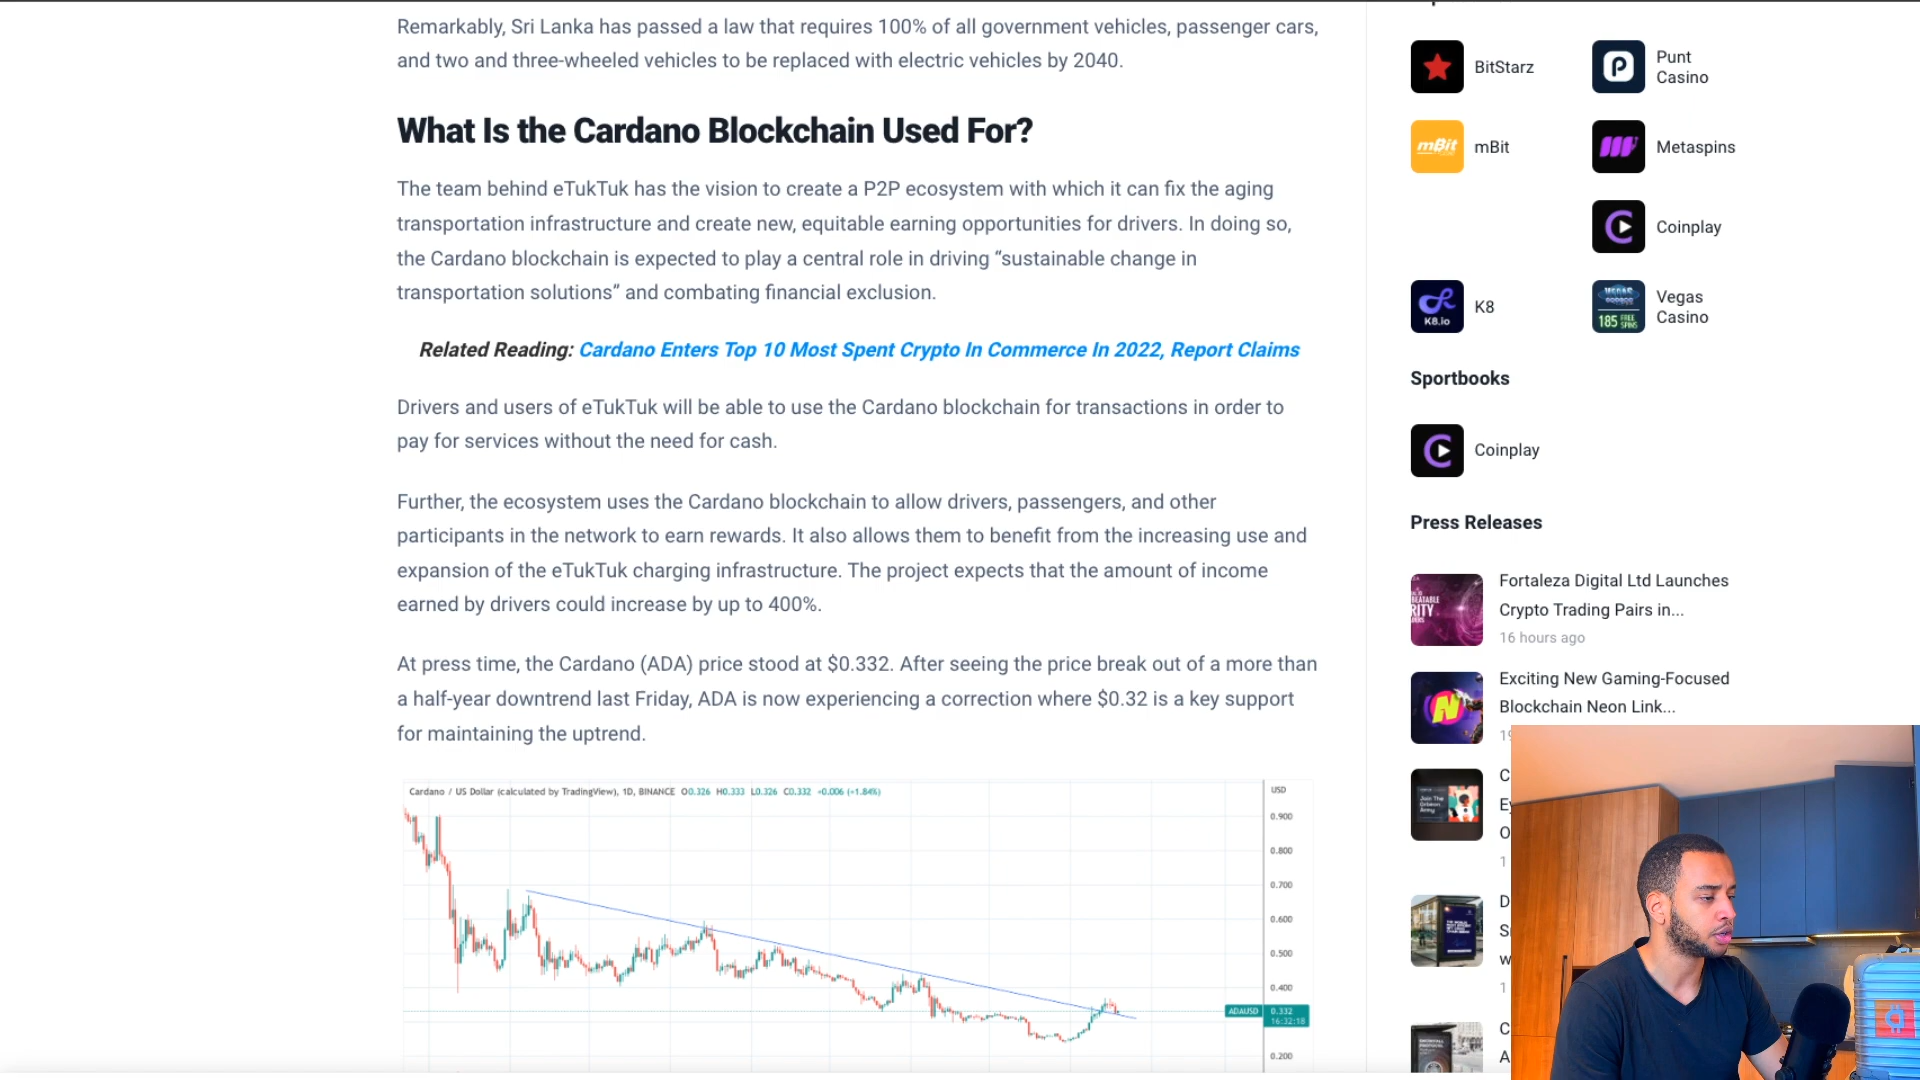 Remarkably, Sri Lanka has passed a law that requires 100% of all government vehicles, passenger cars,
and two and three-wheeled vehicles to be replaced with electric vehicles by 2040.
What Is the Cardano Blockchain Used For?
The team behind eTukTuk has the vision to create a P2P ecosystem with which it can fix the aging
transportation infrastructure and create new, equitable earning opportunities for drivers. In doing so,
the Cardano blockchain is expected to play a central role in driving “sustainable change in
transportation solutions” and combating financial exclusion.
Related Reading: Cardano Enters Top 10 Most Spent Crypto In Commerce In 2022, Report Claims
Drivers and users of eTukTuk will be able to use the Cardano blockchain for transactions in order to
pay for services without the need for cash.
Further, the ecosystem uses the Cardano blockchain to allow drivers, passengers, and other
participants in the network to earn rewards. It also allows them to benefit from the increasing use and
expansion of the eTukTuk charging infrastructure. The project expects that the amount of income
earned by drivers could increase by up to 400%.
At press time, the Cardano (ADA) price stood at $0.332. After seeing the price break out of a more than
a half-year downtrend last Friday, ADA is now experiencing a correction where $0.32 is a key support
for maintaining the uptrend.
Cardano / US Dollar (calculated by TradingView), 1D, BINANCE O0.326 H0.333 L0.326 C0.332 +0.006 (+1.84%)
USD
0.900
0.800
0.700
0.600
0.500
0.400
ADAUSD 0.332
16:32:18
0.200
BitStarz
Punt
Casino
mBit
mBit
Metaspins
Coinplay
K8.io
K8
VEGAS
185 FREE
SPINS
Vegas
Casino
Sportbooks
Coinplay
Press Releases
Fortaleza Digital Ltd Launches
Crypto Trading Pairs in...
16 hours ago
Exciting New Gaming-Focused
Blockchain Neon Link...
19
C
Ey
O
1
D
S
w
1
C
A